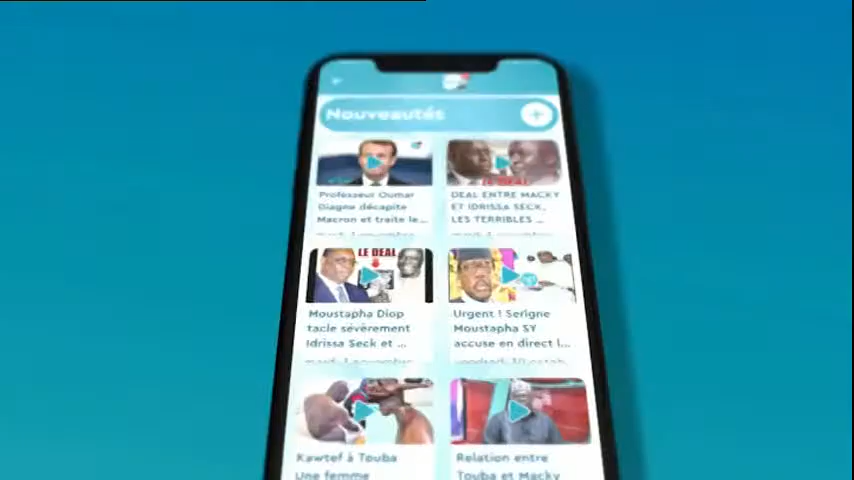 Nouveautés
Professeur Oumar
Diagne décapite
Macron et traite le...
DEAL ENTRE MACKY
ET IDRISSA SECK,
LES TERRIBLES ...
LE DEAL
Moustapha Diop
tacle sévèrement
Idrissa Seck et ...
Urgent ! Serigne
Moustapha SY
accuse en direct l...
Kawtef à Touba
Une femme
Relation entre
Touba et Macky